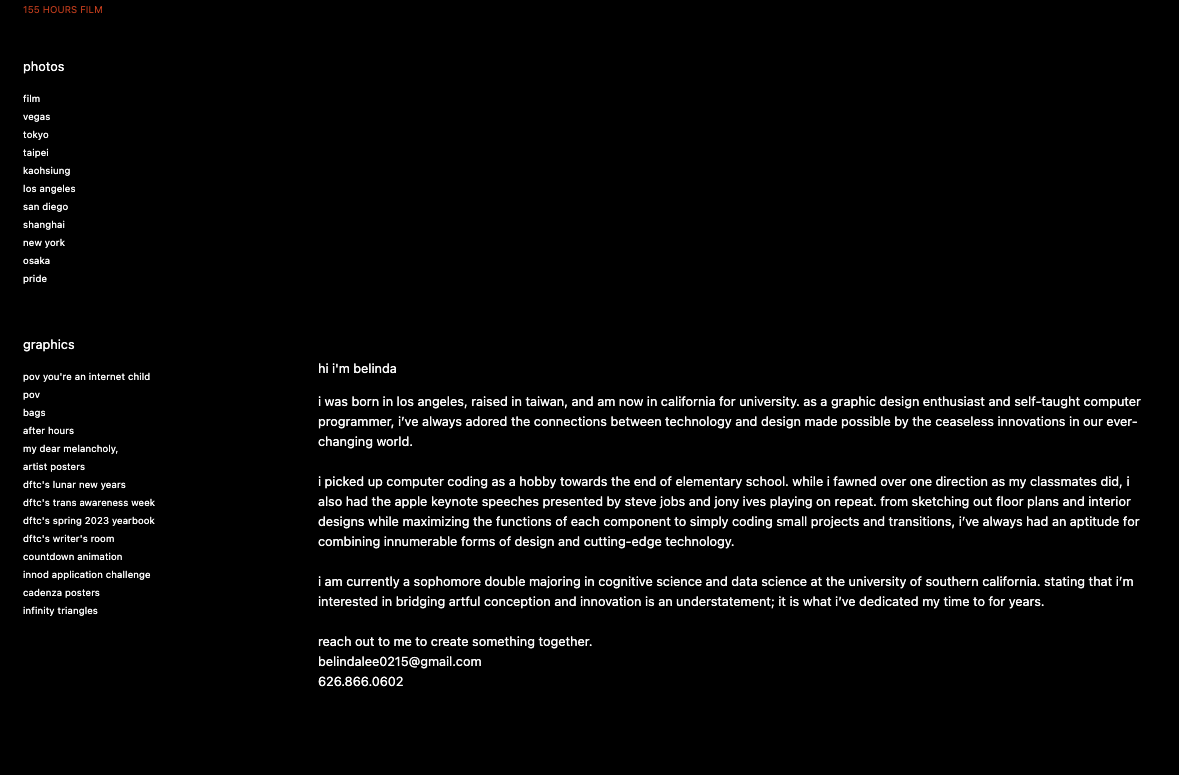 155 HOURS FILM
photos
film
vegas
tokyo
taipei
kaohsiung
los angeles
san diego
shanghai
new york
osaka
pride
graphics
pov you're an internet child
pov
bags
after hours
my dear melancholy,
artist posters
dftc's lunar new years
dftc's trans awareness week
dftc's spring 2023 yearbook
dftc's writer's room
countdown animation
innod application challenge
cadenza posters
infinity triangles
hi i'm belinda
i was born in los angeles, raised in taiwan, and am now in california for university. as a graphic design enthusiast and self-taught computer
programmer, i’ve always adored the connections between technology and design made possible by the ceaseless innovations in our ever-
changing world.
i picked up computer coding as a hobby towards the end of elementary school. while i fawned over one direction as my classmates did, i
also had the apple keynote speeches presented by steve jobs and jony ives playing on repeat. from sketching out floor plans and interior
designs while maximizing the functions of each component to simply coding small projects and transitions, i’ve always had an aptitude for
combining innumerable forms of design and cutting-edge technology.
i am currently a sophomore double majoring in cognitive science and data science at the university of southern california. stating that i’m
interested in bridging artful conception and innovation is an understatement; it is what i’ve dedicated my time to for years.
reach out to me to create something together.
belindalee0215@gmail.com
626.866.0602